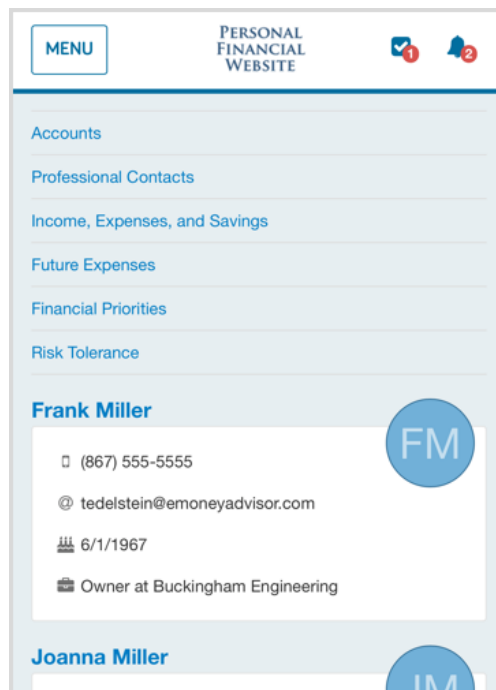 MENU
PERSONAL
FINANCIAL
WEBSITE
1
2
Accounts
Professional Contacts
Income, Expenses, and Savings
Future Expenses
Financial Priorities
Risk Tolerance
Frank Miller
FM
(867) 555-5555
@ tedelstein@emoneyadvisor.com
6/1/1967
Owner at Buckingham Engineering
Joanna Miller
JM